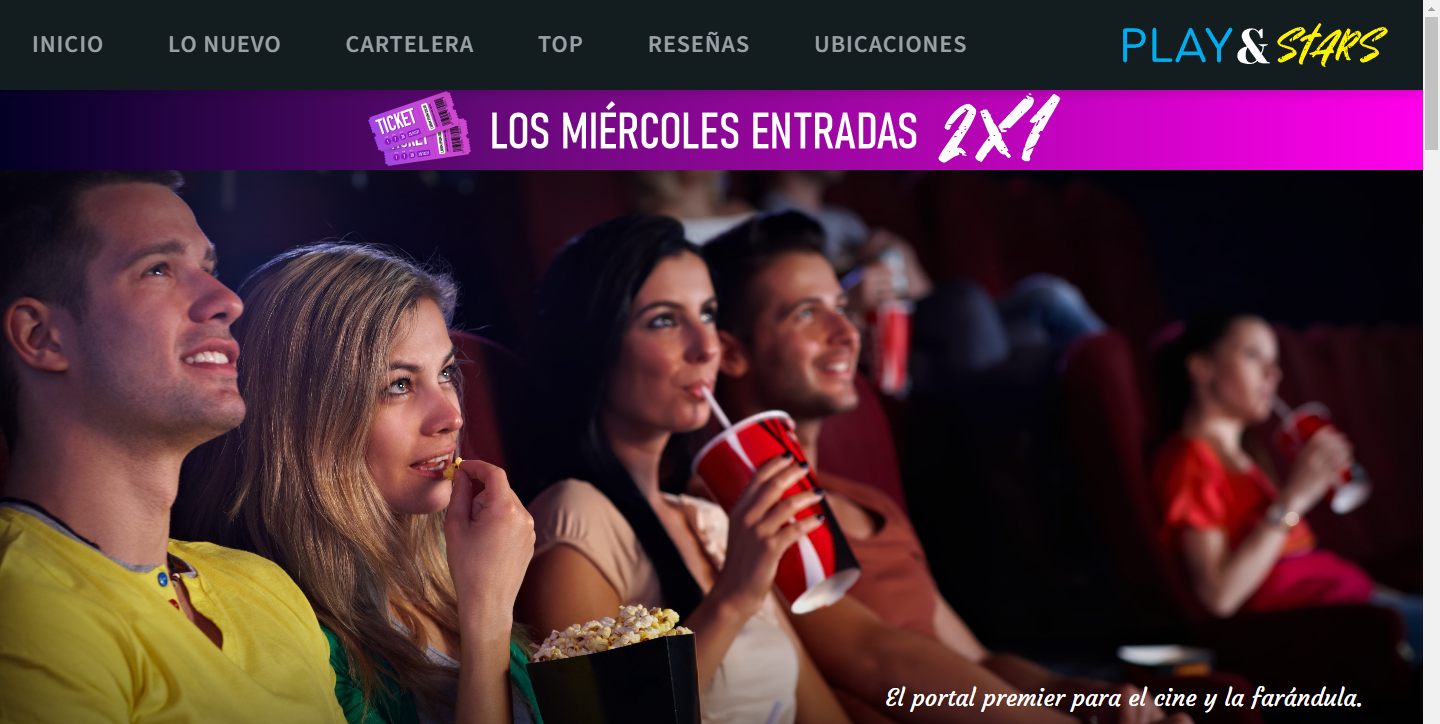 INICIO LO NUEVO CARTELERA TOP RESEÑAS UBICACIONES PLAY & STARS
TICKET
LOS MIÉRCOLES ENTRADAS 2X1
El portal premier para el cine y la farándula.